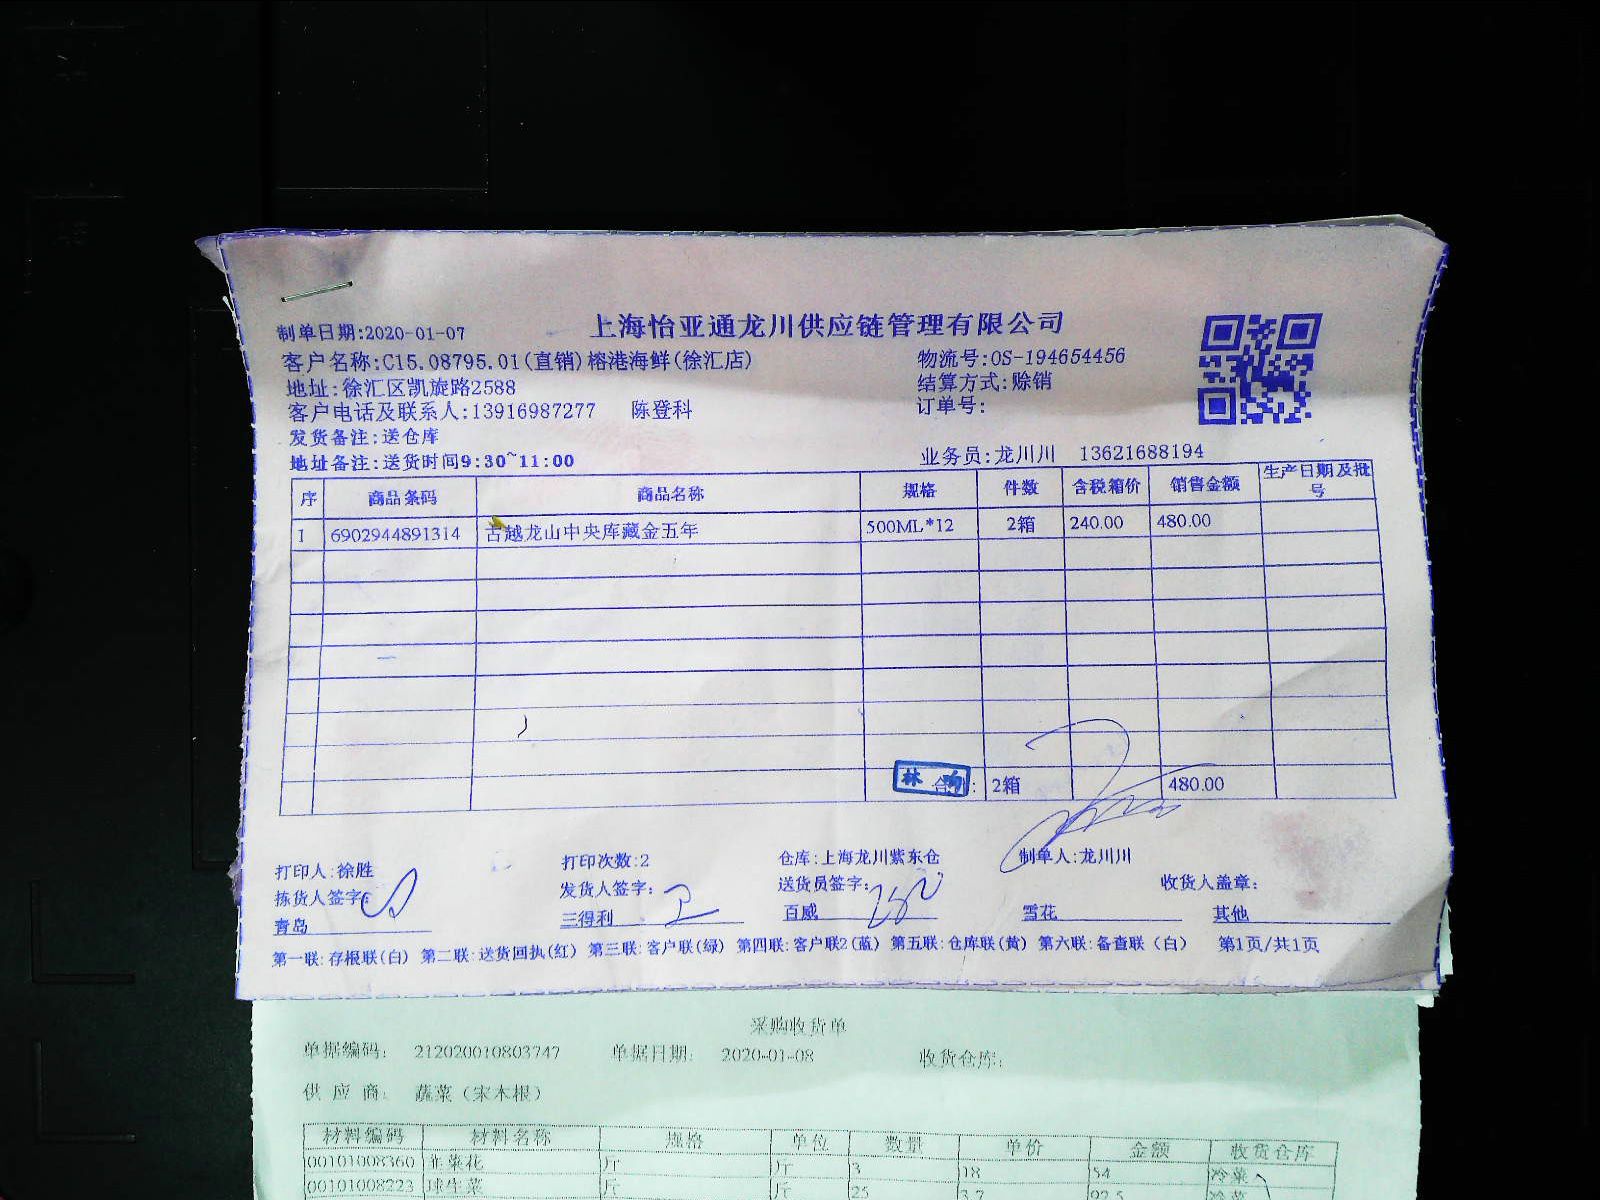 上海怡亚通龙川供应链管理有限公司
制单日期:2020-01-07
客户名称:C15.08795.01(直销)榕港海鲜(徐汇店) 物流号:OS-194654456
地址:徐汇区凯旋路2588 结算方式:赊销
客户电话及联系人:13916987277 陈登科 订单号:
发货备注:送仓库
地址备注:送货时间9:30~11:00 业务员:龙川川 13621688194
序 商品条码 商品名称 规格 件数 含税箱价 销售金额 生产日期及批号
1 6902944891314 古越龙山中央库藏金五年 500ML*12 2箱 240.00 480.00
林 合 : 2箱 480.00
打印人:徐胜 打印次数:2 仓库:上海龙川紫东仓 制单人:龙川川
拣货人签字: 发货人签字: 送货员签字: 收货人盖章:
青岛 三得利 百威 雪花 其他
第一联:存根联(白) 第二联:送货回执(红) 第三联:客户联(绿) 第四联:客户联2(蓝) 第五联:仓库联(黄) 第六联:备查联(白) 第1页/共1页
采购收货单
单据编码: 212020010803747 单据日期: 2020-01-08 收货仓库:
供应商: 蔬菜(宋木根)
材料编码 材料名称 规格 单位 数量 单价 金额 收货仓库
00101008360 韭菜花 斤 斤 3 18 54 冷菜
00101008223 球生菜 斤 斤 25 3.7 92.5 冷菜